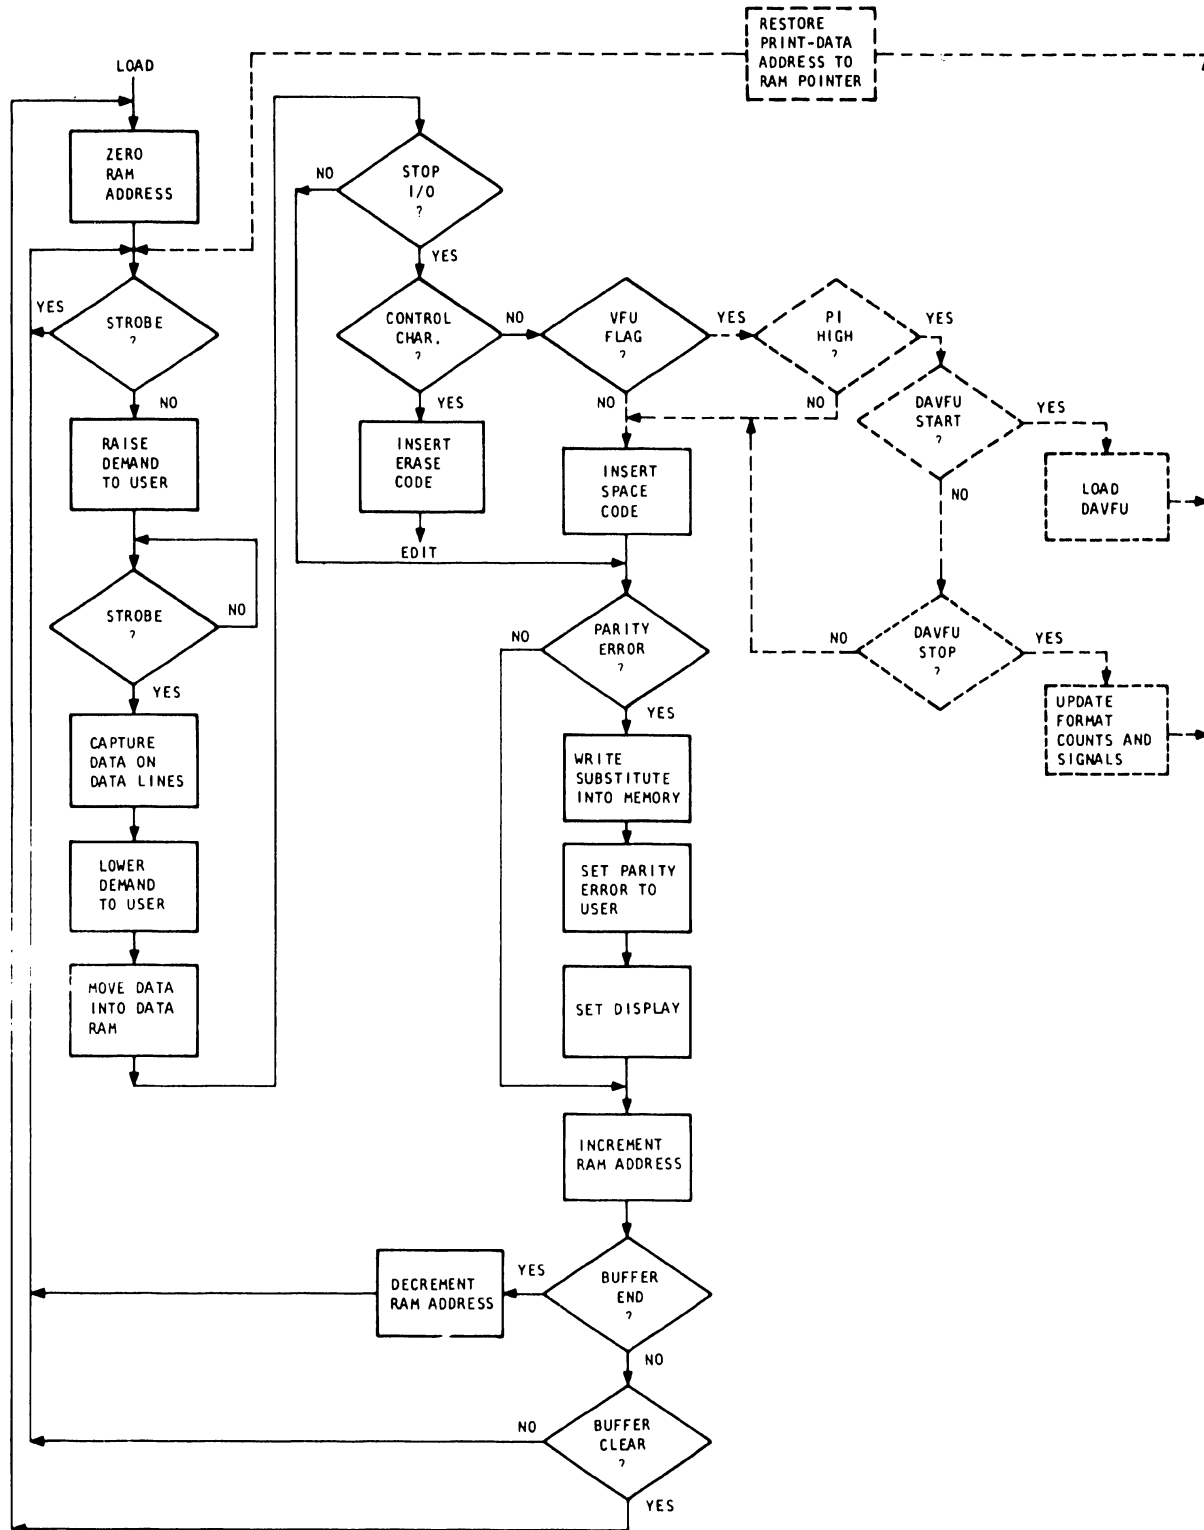 RESTORE
PRINT-DATA
ADDRESS TO
RAM POINTER
LOAD
ZERO
RAM
ADDRESS
YES
STROBE
?
NO
RAISE
DEMAND
TO USER
STROBE
?
NO
YES
CAPTURE
DATA ON
DATA LINES
LOWER
DEMAND
TO USER
MOVE DATA
INTO DATA
RAM
NO
STOP
I/O
?
YES
CONTROL
CHAR.
?
NO
YES
INSERT
ERASE
CODE
EDIT
VFU
FLAG
?
YES
NO
PI
HIGH
?
YES
NO
DAVFU
START
?
YES
NO
LOAD
DAVFU
DAVFU
STOP
?
NO
YES
UPDATE
FORMAT
COUNTS AND
SIGNALS
INSERT
SPACE
CODE
NO
PARITY
ERROR
?
YES
WRITE
SUBSTITUTE
INTO MEMORY
SET PARITY
ERROR TO
USER
SET DISPLAY
INCREMENT
RAM ADDRESS
BUFFER
END
?
YES
NO
DECREMENT
RAM ADDRESS
BUFFER
CLEAR
?
NO
YES